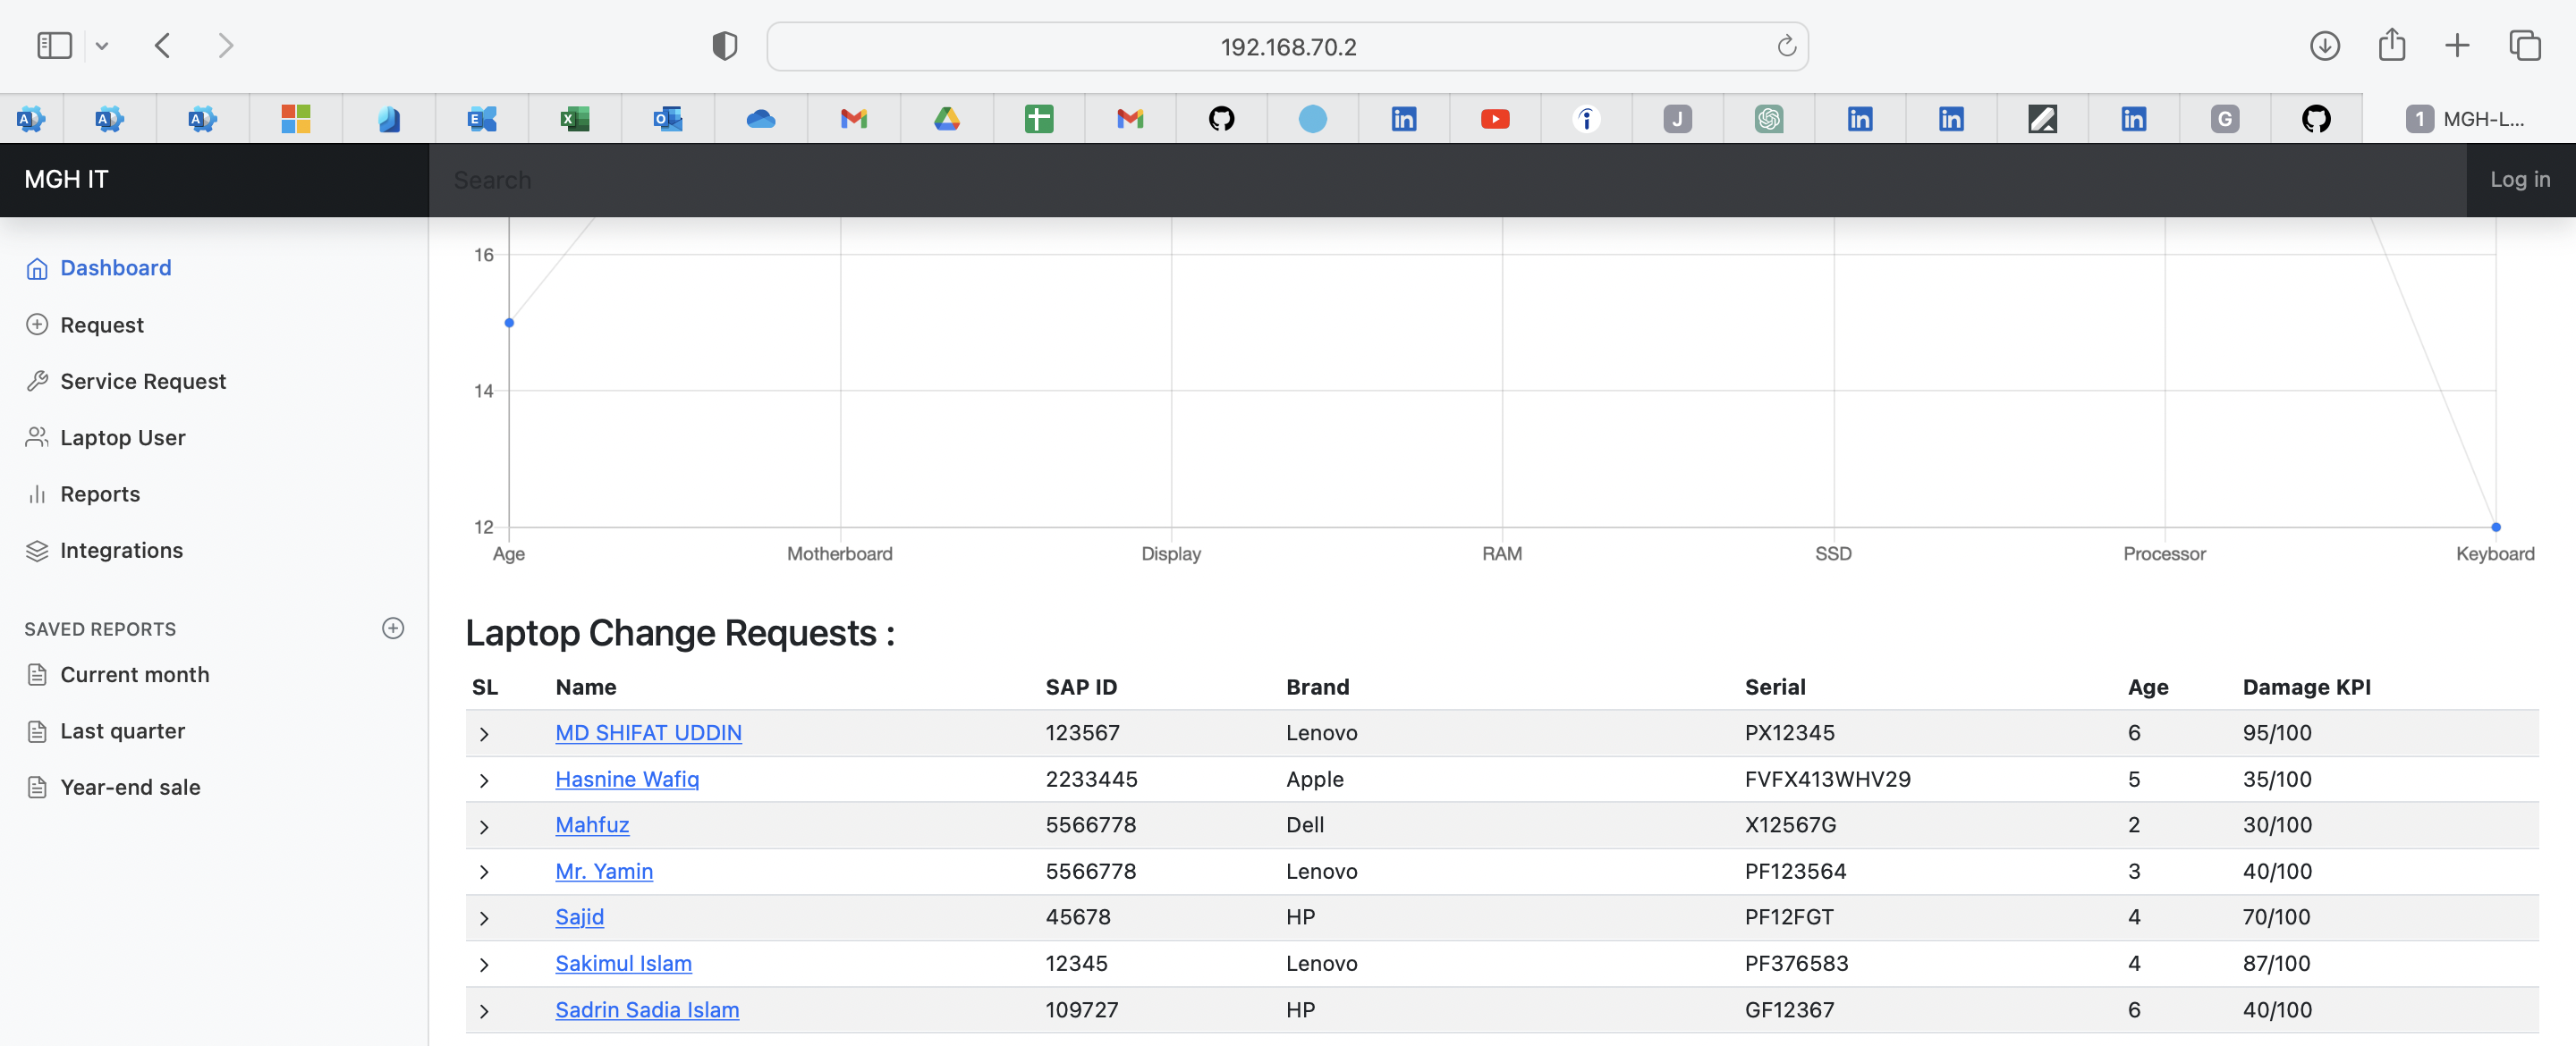 192.168.70.2
1 MGH-L...
MGH IT
Search
Log in
Dashboard
Request
Service Request
Laptop User
Reports
Integrations
SAVED REPORTS
Current month
Last quarter
Year-end sale
16
14
12
Age Motherboard Display RAM SSD Processor Keyboard
Laptop Change Requests :
SL Name SAP ID Brand Serial Age Damage KPI
MD SHIFAT UDDIN 123567 Lenovo PX12345 6 95/100
Hasnine Wafiq 2233445 Apple FVFX413WHV29 5 35/100
Mahfuz 5566778 Dell X12567G 2 30/100
Mr. Yamin 5566778 Lenovo PF123564 3 40/100
Sajid 45678 HP PF12FGT 4 70/100
Sakimul Islam 12345 Lenovo PF376583 4 87/100
Sadrin Sadia Islam 109727 HP GF12367 6 40/100